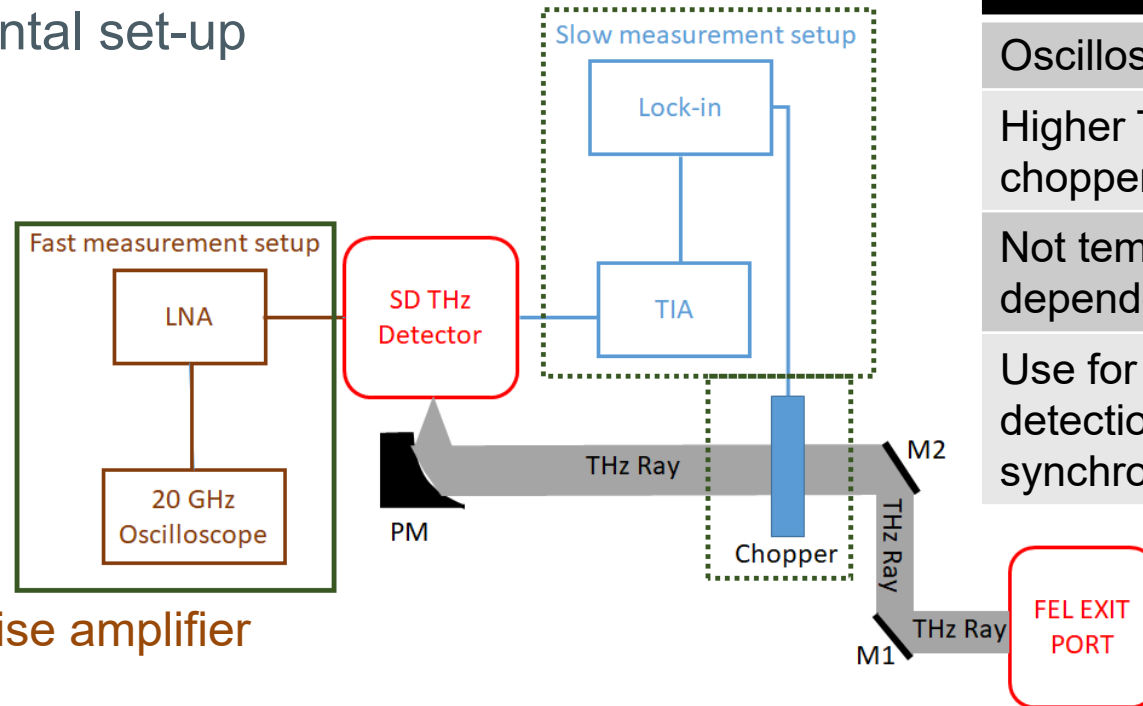 ntal set-up
Slow measurement setup
Lock-in
TIA
Fast measurement setup
LNA
20 GHz
Oscilloscope
SD THz
Detector
PM
THz Ray
Chopper
M2
THz Ray
M1
THz Ray
FEL EXIT
PORT
ise amplifier
Oscillos
Higher T
chopper
Not tem
depend
Use for
detectio
synchro